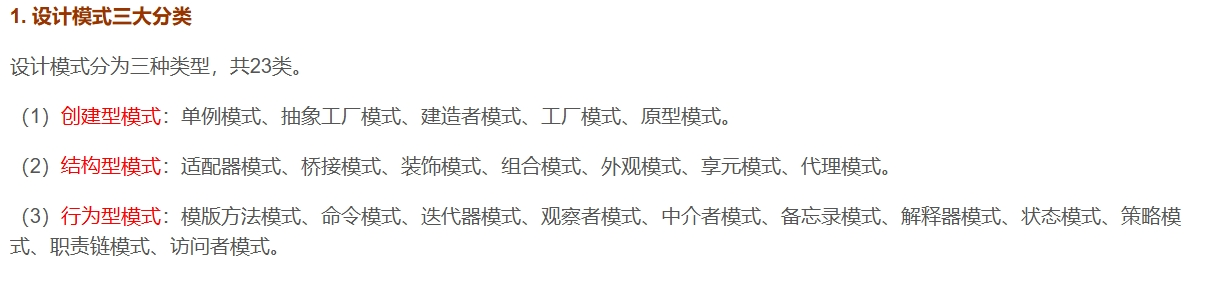 1. 设计模式三大分类
设计模式分为三种类型，共23类。
（1）创建型模式：单例模式、抽象工厂模式、建造者模式、工厂模式、原型模式。
（2）结构型模式：适配器模式、桥接模式、装饰模式、组合模式、外观模式、享元模式、代理模式。
（3）行为型模式：模版方法模式、命令模式、迭代器模式、观察者模式、中介者模式、备忘录模式、解释器模式、状态模式、策略模
式、职责链模式、访问者模式。